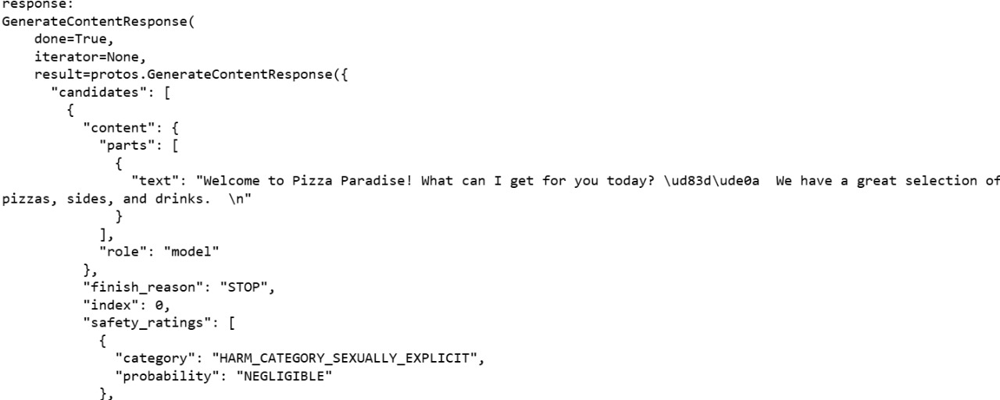 response:
GenerateContentResponse(
    done=True,
    iterator=None,
    result=protos.GenerateContentResponse({
      "candidates": [
        {
          "content": {
            "parts": [
              {
                "text": "Welcome to Pizza Paradise! What can I get for you today? \ud83d\ude0a  We have a great selection of
pizzas, sides, and drinks.  \n"
              }
            ],
            "role": "model"
          },
          "finish_reason": "STOP",
          "index": 0,
          "safety_ratings": [
            {
              "category": "HARM_CATEGORY_SEXUALLY_EXPLICIT",
              "probability": "NEGLIGIBLE"
            },